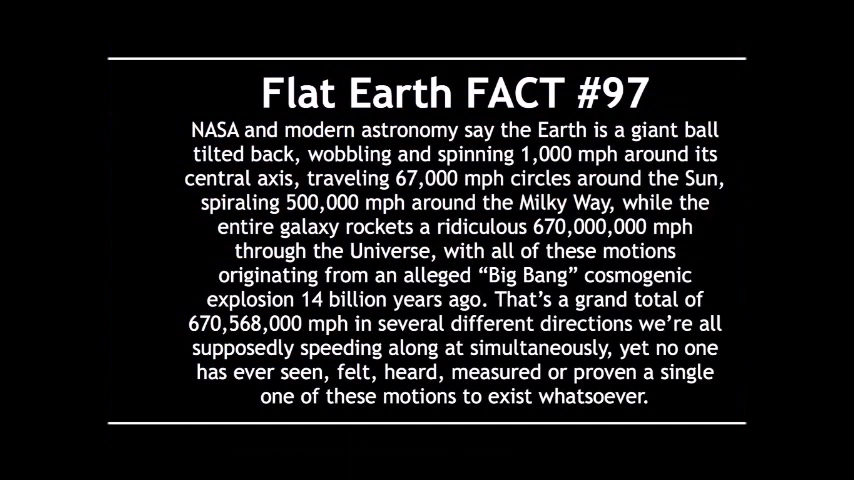 Flat Earth FACT #97
NASA and modern astronomy say the Earth is a giant ball
tilted back, wobbling and spinning 1,000 mph around its
central axis, traveling 67,000 mph circles around the Sun,
spiraling 500,000 mph around the Milky Way, while the
entire galaxy rockets a ridiculous 670,000,000 mph
through the Universe, with all of these motions
originating from an alleged “Big Bang” cosmogenic
explosion 14 billion years ago. That’s a grand total of
670,568,000 mph in several different directions we’re all
supposedly speeding along at simultaneously, yet no one
has ever seen, felt, heard, measured or proven a single
one of these motions to exist whatsoever.